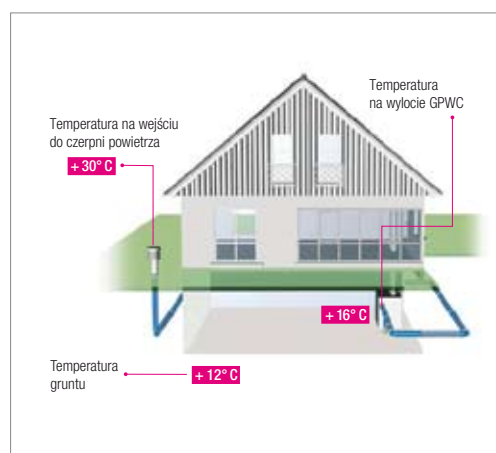 Temperatura
na wylocie GPWC
Temperatura na wejściu
do czerpni powietrza
+ 30° C
+ 16° C
Temperatura
gruntu
+ 12° C